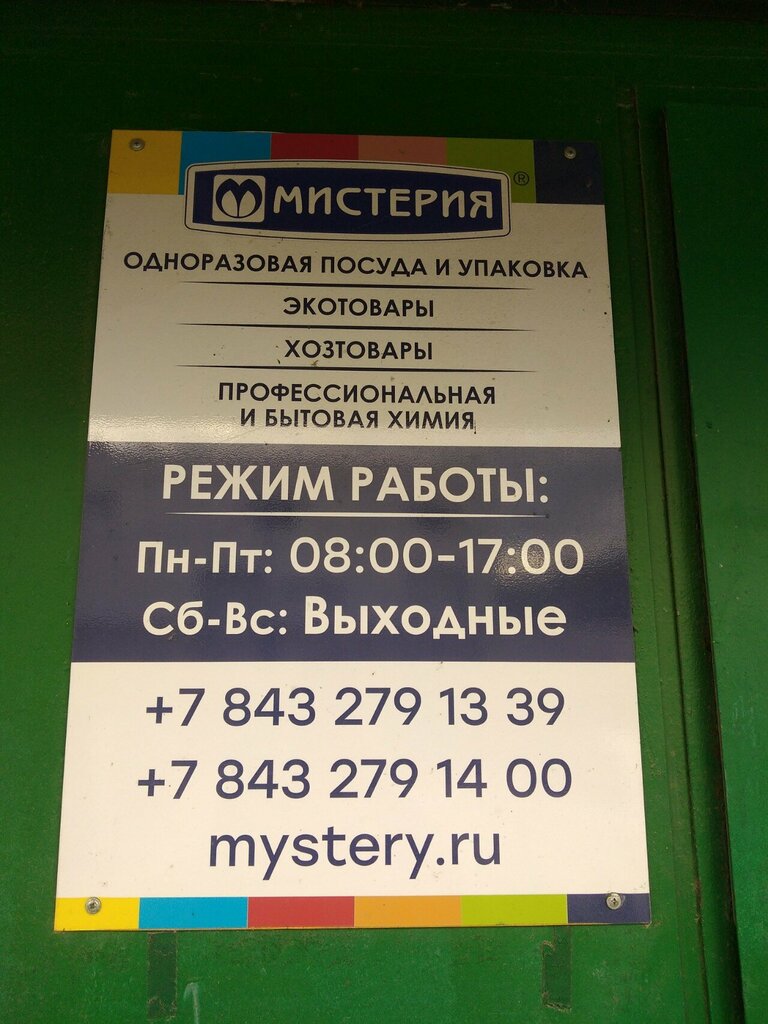 МИСТЕРИЯ ®
ОДНОРАЗОВАЯ ПОСУДА И УПАКОВКА
ЭКОТОВАРЫ
ХОЗТОВАРЫ
ПРОФЕССИОНАЛЬНАЯ
И БЫТОВАЯ ХИМИЯ
РЕЖИМ РАБОТЫ:
Пн-Пт: 08:00-17:00
Сб-Вс: Выходные
+7 843 279 13 39
+7 843 279 14 00
mystery.ru